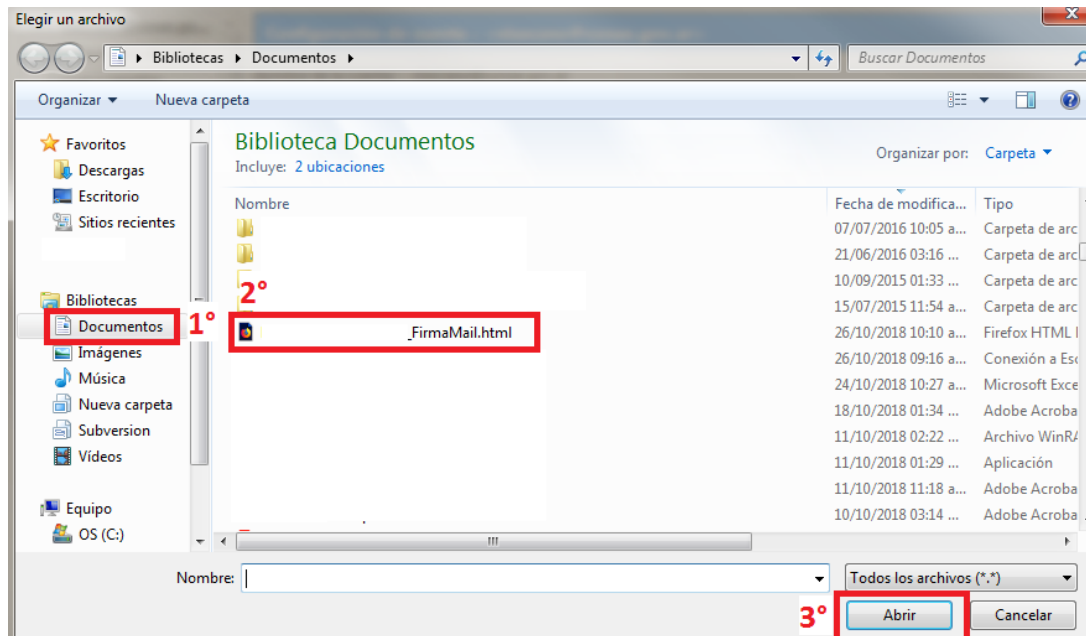 Elegir un archivo
Bibliotecas Documentos
Buscar Documentos
Organizar Nueva carpeta
Favoritos
Descargas
Escritorio
Sitios recientes
Bibliotecas
Documentos
Imágenes
Música
Nueva carpeta
Subversion
Vídeos
Equipo
OS (C:)
1°
Biblioteca Documentos
Incluye: 2 ubicaciones
Organizar por: Carpeta
Nombre Fecha de modifica... Tipo
07/07/2016 10:05 a... Carpeta de arc
21/06/2016 03:16 ... Carpeta de arc
10/09/2015 01:33 ... Carpeta de arc
2°
15/07/2015 11:54 a... Carpeta de arc
_FirmaMail.html 26/10/2018 10:10 a... Firefox HTML
26/10/2018 09:16 a... Conexión a Esc
24/10/2018 10:27 a... Microsoft Exce
18/10/2018 01:34 ... Adobe Acroba
11/10/2018 02:22 ... Archivo WinRA
11/10/2018 01:29 ... Aplicación
11/10/2018 11:18 a... Adobe Acroba
10/10/2018 03:14 ... Adobe Acroba
Nombre: Todos los archivos (*.*)
3° Abrir Cancelar